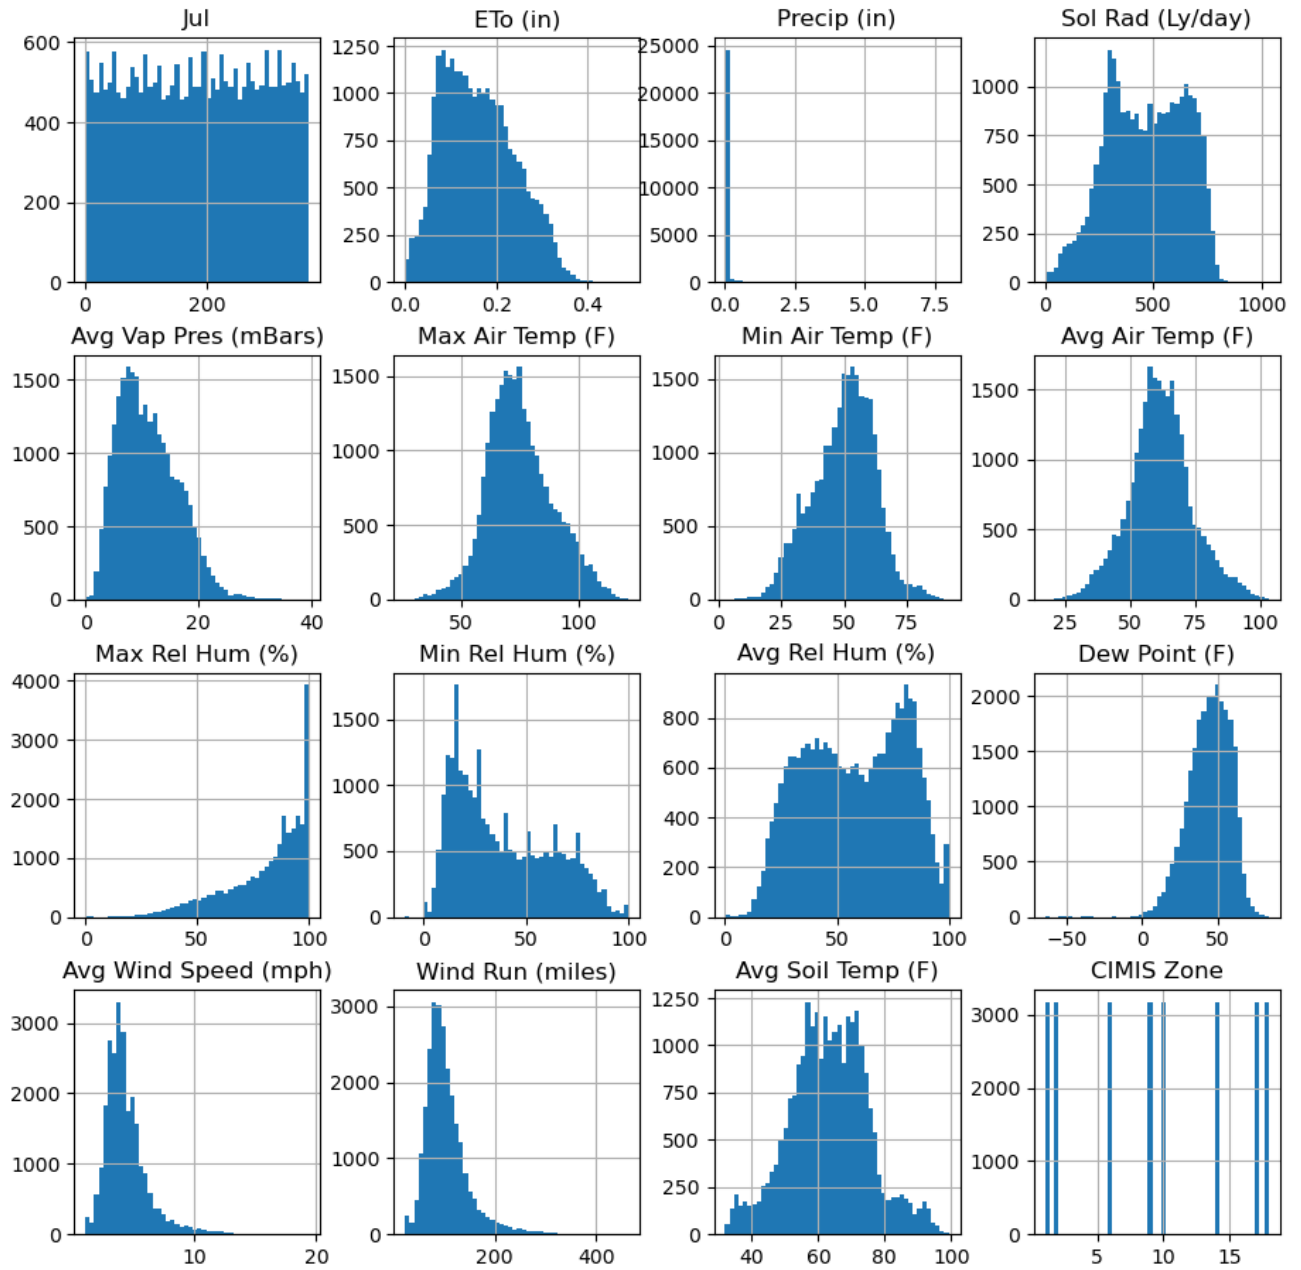 Jul ETo (in) Precip (in) Sol Rad (Ly/day)
600 1250 25000
1000 20000 1000
400 750 15000 750
500 10000 500
200 250 5000 250
0 0 0 0
0 200 0.0 0.2 0.4 0.0 2.5 5.0 7.5 0 500 1000
Avg Vap Pres (mBars) Max Air Temp (F) Min Air Temp (F) Avg Air Temp (F)
1500 1500 1500 1500
1000 1000 1000 1000
500 500 500 500
0 0 0 0
0 20 40 50 100 0 25 50 75 25 50 75 100
Max Rel Hum (%) Min Rel Hum (%) Avg Rel Hum (%) Dew Point (F)
4000 1500 800 2000
3000 600 1500
2000 1000 400 1000
1000 500 200 500
0 0 0 0
0 50 100 0 50 100 0 50 100 −50 0 50
Avg Wind Speed (mph) Wind Run (miles) Avg Soil Temp (F) CIMIS Zone
3000 3000 1250 3000
1000
2000 2000 750 2000
1000 1000 500 1000
250
0 0 0 0
10 20 200 400 40 60 80 100 5 10 15